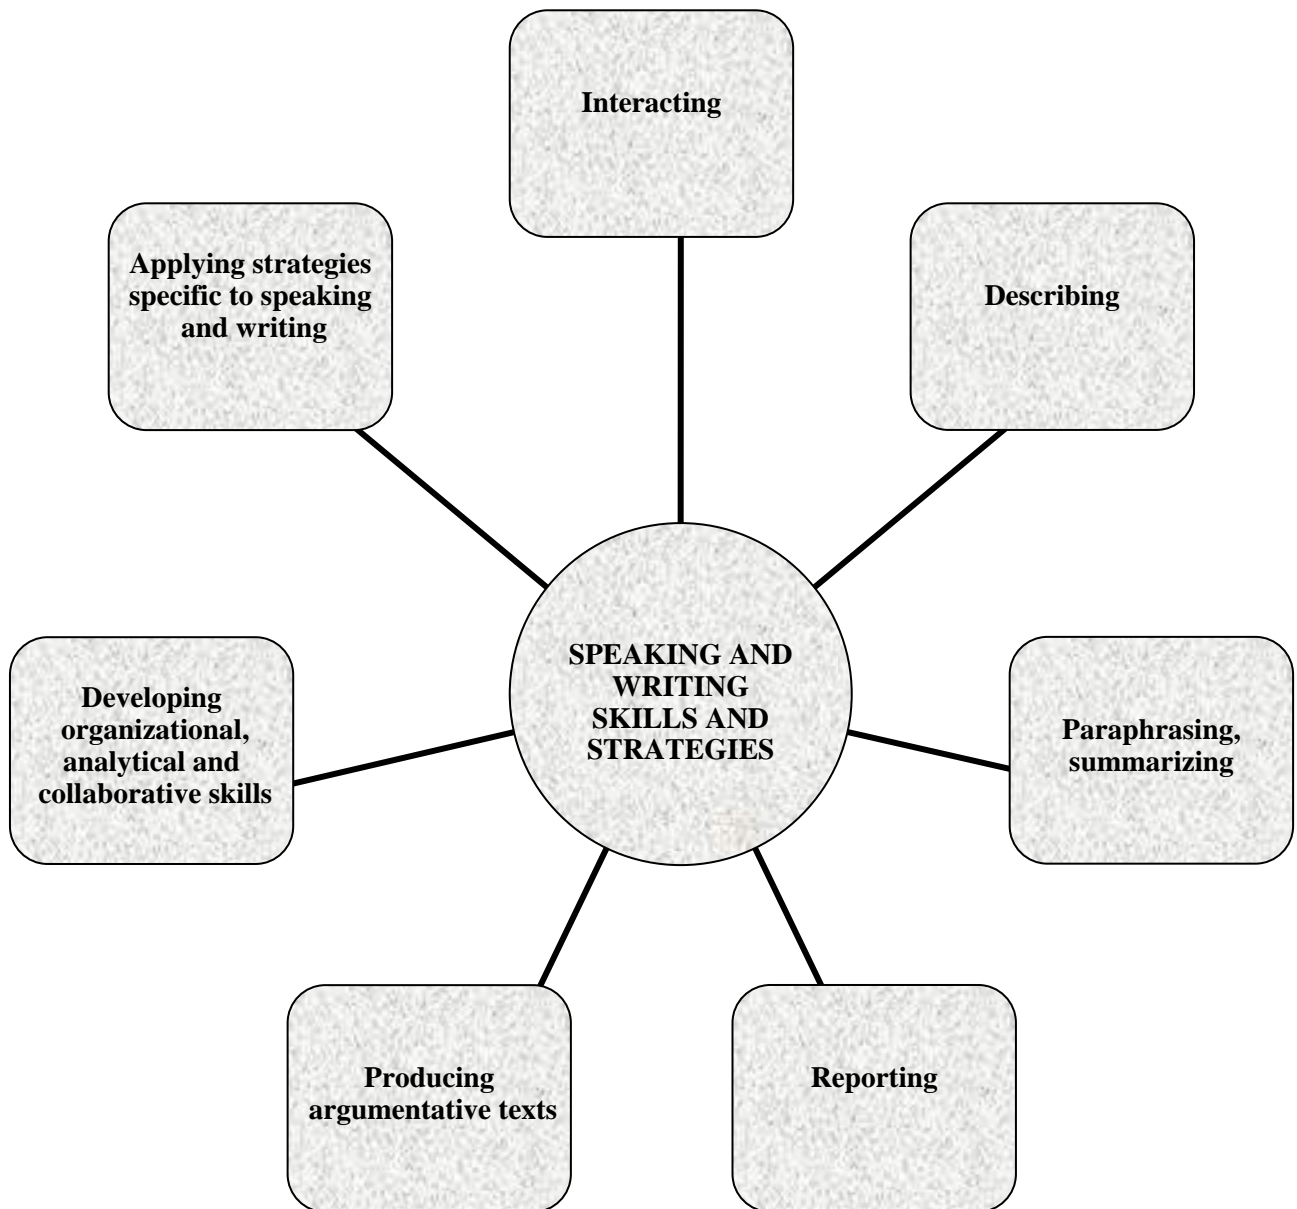 Interacting
Applying strategies
specific to speaking
and writing
Describing
SPEAKING AND
WRITING
SKILLS AND
STRATEGIES
Developing
organizational,
analytical and
collaborative skills
Paraphrasing,
summarizing
Producing
argumentative texts
Reporting